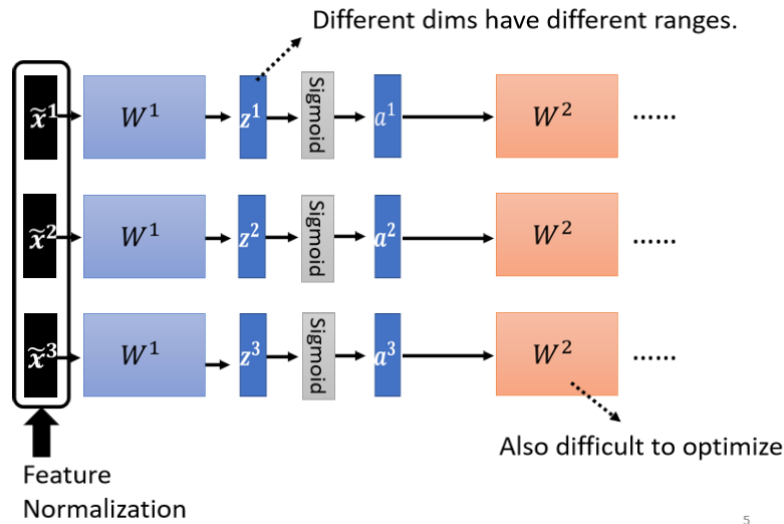 Different dims have different ranges.
x̃¹ W¹ z¹ Sigmoid a¹ W² ......
x̃² W¹ z² Sigmoid a² W² ......
x̃³ W¹ z³ Sigmoid a³ W² ......
Also difficult to optimize
Feature
Normalization
5